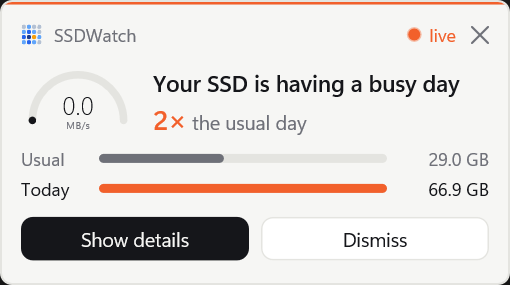 SSDWatch
live
0.0
MB/s
Your SSD is having a busy day
2× the usual day
Usual 29.0 GB
Today 66.9 GB
Show details
Dismiss